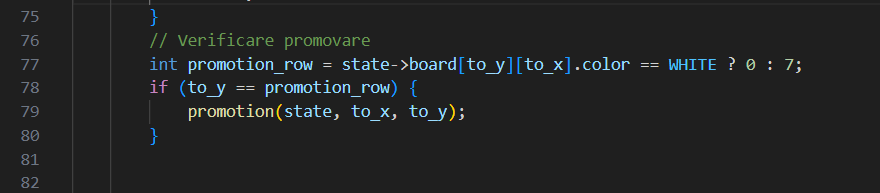 75 }
76 // Verificare promovare
77 int promotion_row = state->board[to_y][to_x].color == WHITE ? 0 : 7;
78 if (to_y == promotion_row) {
79 promotion(state, to_x, to_y);
80 }
81
82